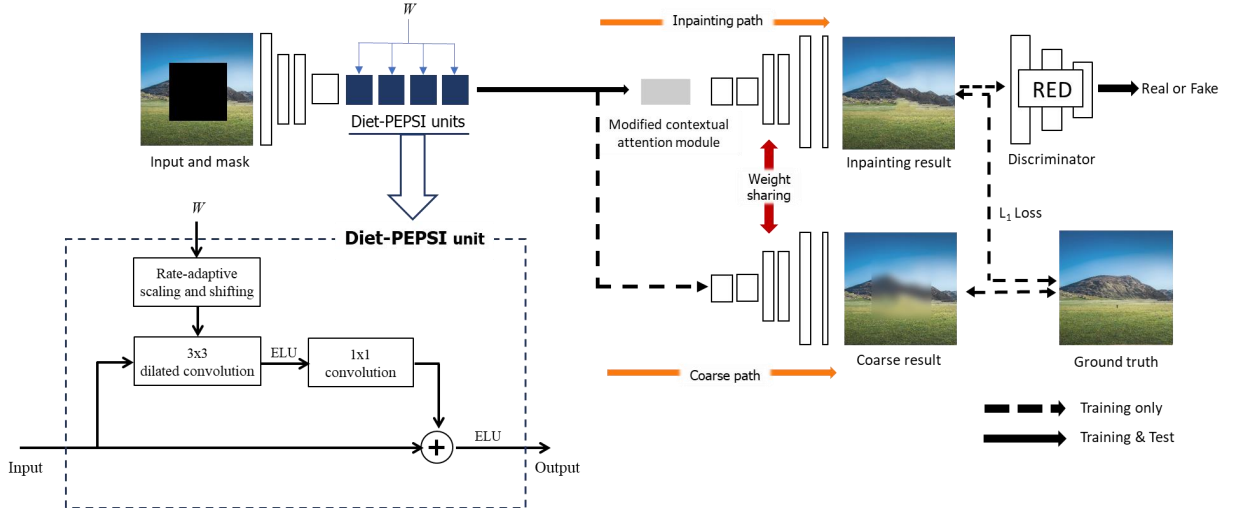 W
Inpainting path
RED
Real or Fake
Diet-PEPSI units
Modified contextual
attention module
Input and mask
Inpainting result
Discriminator
Weight
sharing
W
L₁ Loss
Diet-PEPSI unit
Rate-adaptive
scaling and shifting
3x3
dilated convolution
ELU
1x1
convolution
Coarse result
Ground truth
Coarse path
Training only
+
ELU
Training & Test
Input
Output